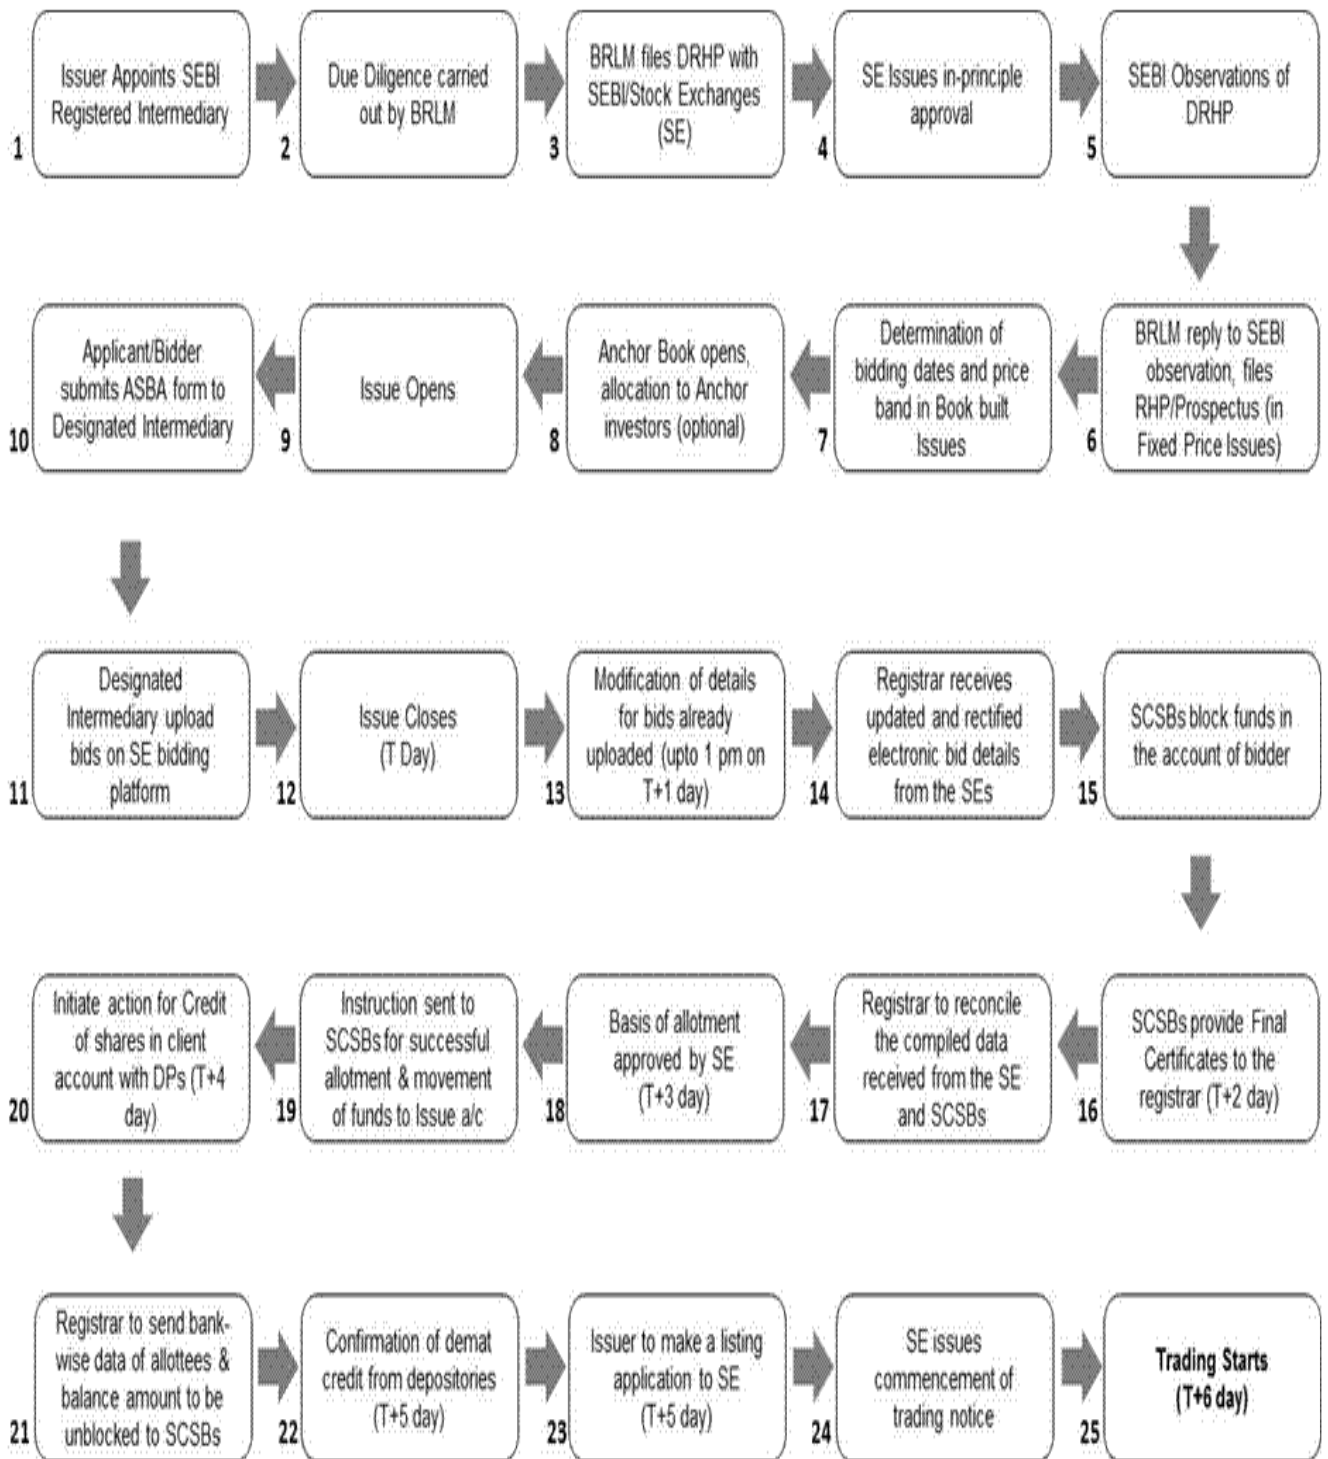 Issuer Appoints SEBI
Registered Intermediary
1
Due Diligence carried
out by BRLM
2
BRLM files DRHP with
SEBI/Stock Exchanges
(SE)
3
SE Issues in-principle
approval
4
SEBI Observations of
DRHP
5
BRLM reply to SEBI
observation, files
RHP/Prospectus (in
Fixed Price Issues)
6
Determination of
bidding dates and price
band in Book built
Issues
7
Anchor Book opens,
allocation to Anchor
investors (optional)
8
Issue Opens
9
Applicant/Bidder
submits ASBA form to
Designated Intermediary
10
Designated
Intermediary upload
bids on SE bidding
platform
11
Issue Closes
(T Day)
12
Modification of details
for bids already
uploaded (upto 1 pm on
T+1 day)
13
Registrar receives
updated and rectified
electronic bid details
from the SEs
14
SCSBs block funds in
the account of bidder
15
SCSBs provide Final
Certificates to the
registrar (T+2 day)
16
Registrar to reconcile
the compiled data
received from the SE
and SCSBs
17
Basis of allotment
approved by SE
(T+3 day)
18
Instruction sent to
SCSBs for successful
allotment & movement
of funds to Issue a/c
19
Initiate action for Credit
of shares in client
account with DPs (T+4
day)
20
Registrar to send bank-
wise data of allottees &
balance amount to be
unblocked to SCSBs
21
Confirmation of demat
credit from depositories
(T+5 day)
22
Issuer to make a listing
application to SE
(T+5 day)
23
SE issues
commencement of
trading notice
24
Trading Starts
(T+6 day)
25